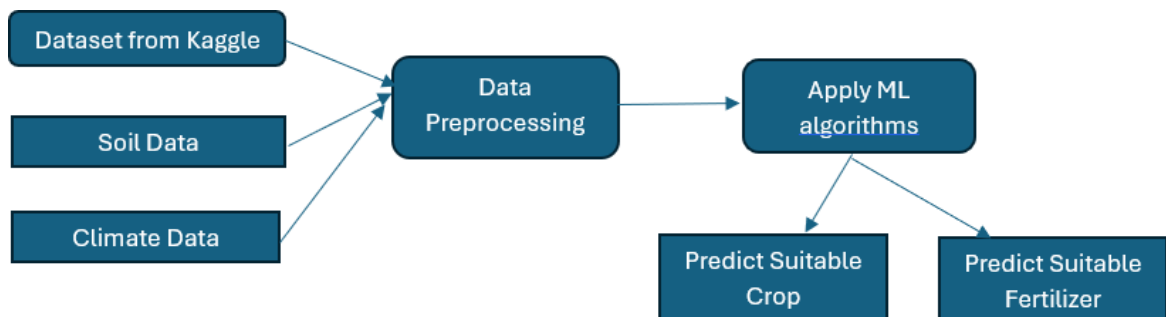 Dataset from Kaggle
Soil Data
Climate Data
Data
Preprocessing
Apply ML
algorithms
Predict Suitable
Crop
Predict Suitable
Fertilizer